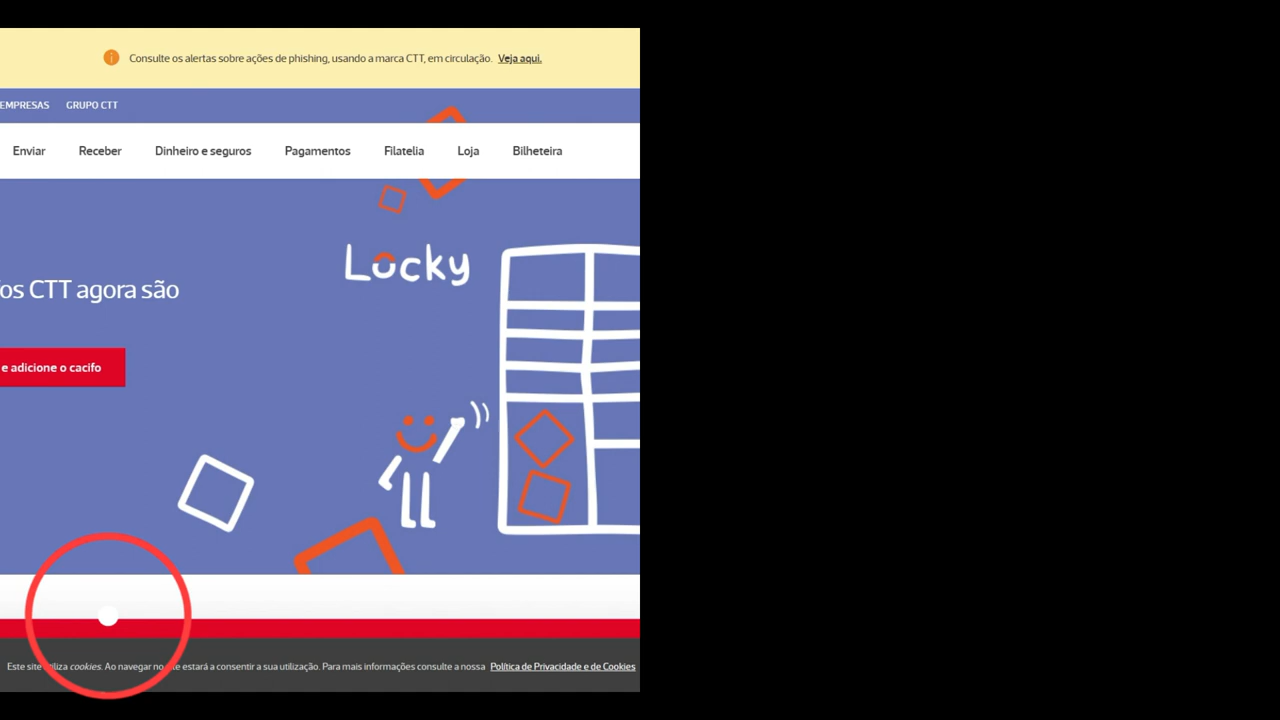 Consulte os alertas sobre ações de phishing, usando a marca CTT, em circulação. Veja aqui.
EMPRESAS GRUPO CTT
Enviar Receber Dinheiro e seguros Pagamentos Filatelia Loja Bilheteira
Locky
os CTT agora são
e adicione o cacifo
Este site utiliza cookies. Ao navegar no site estará a consentir a sua utilização. Para mais informações consulte a nossa Política de Privacidade e de Cookies